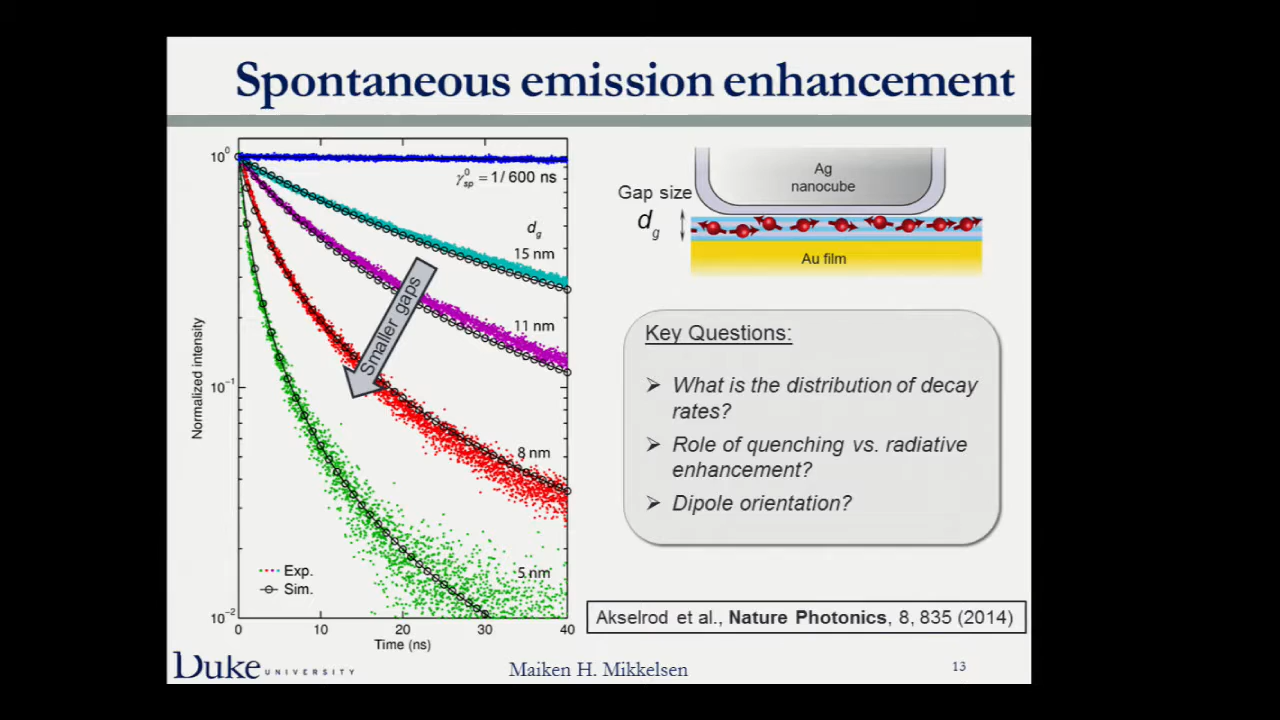 Spontaneous emission enhancement
10⁰
γ⁰sp = 1/600 ns
dg
15 nm
11 nm
Smaller gaps
8 nm
5 nm
10⁻¹
10⁻²
Normalized intensity
Exp.
Sim.
0 10 20 30 40
Time (ns)
Ag
nanocube
Gap size
dg
Au film
Key Questions:
➢ What is the distribution of decay
rates?
➢ Role of quenching vs. radiative
enhancement?
➢ Dipole orientation?
Akselrod et al., Nature Photonics, 8, 835 (2014)
Duke UNIVERSITY
Maiken H. Mikkelsen
13